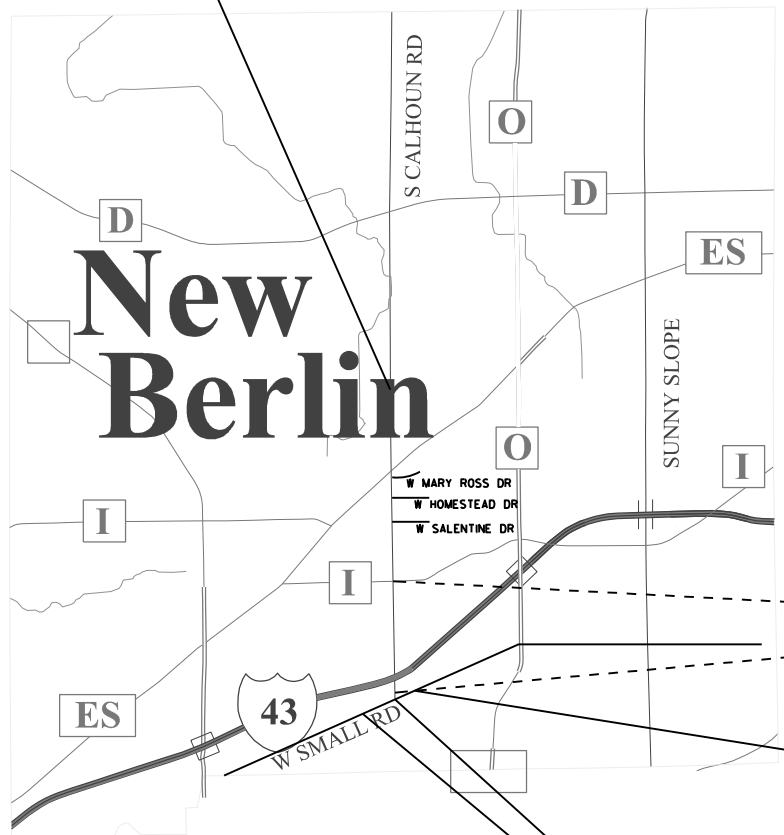 S CALHOUN RD
O
D
D
ES
New
Berlin
SUNNY SLOPE
O
I
W MARY ROSS DR
W HOMESTEAD DR
I
W SALENTINE DR
I
ES
43
W SMALL RD